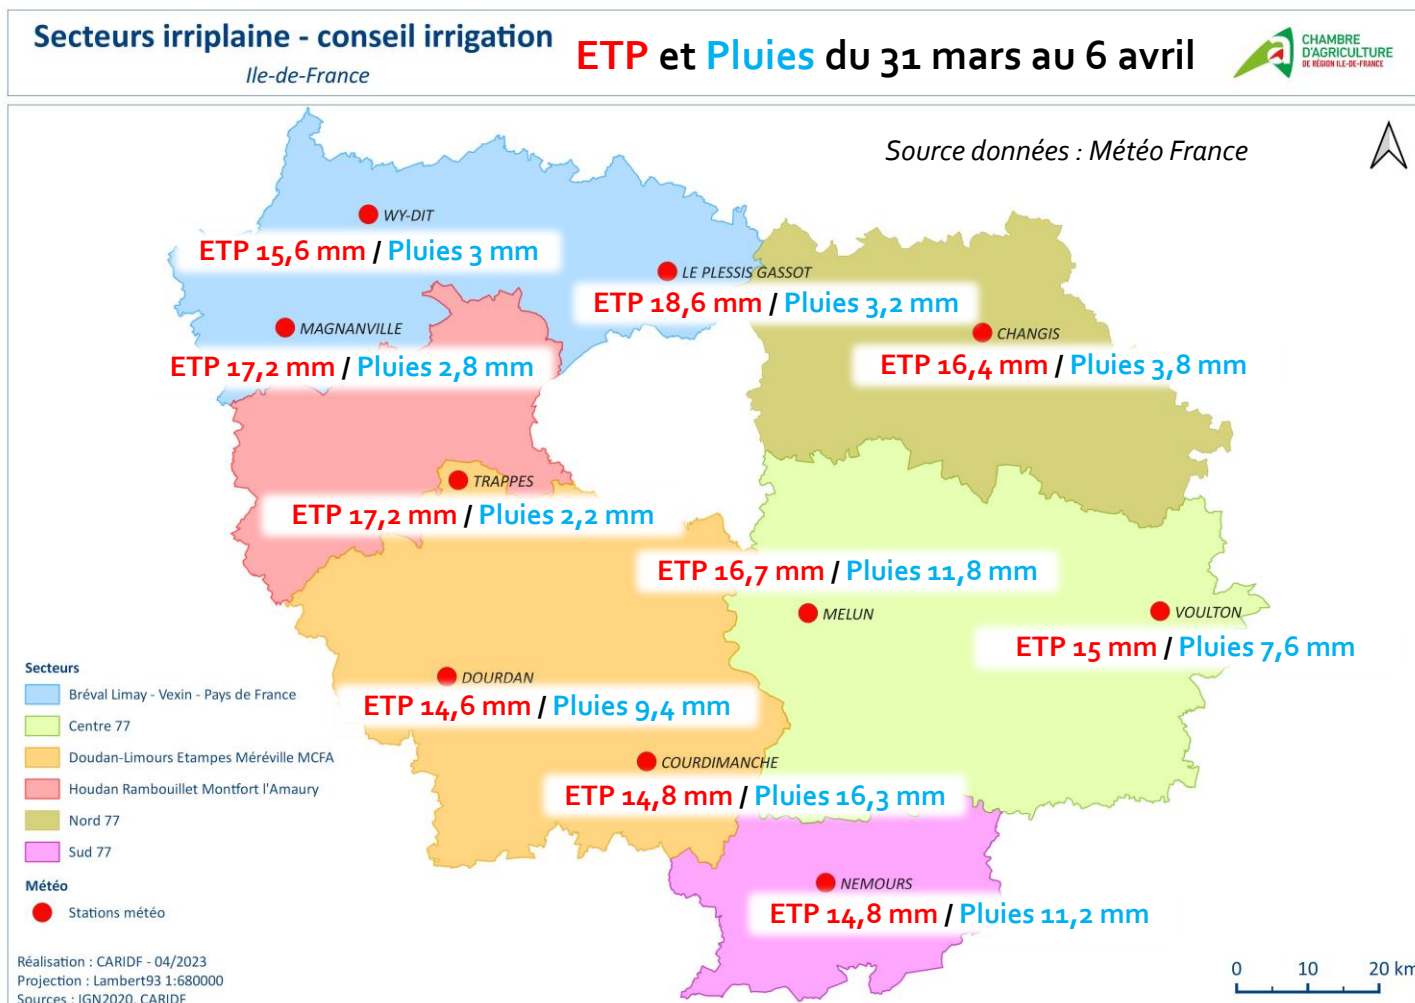 Secteurs irriplaine - conseil irrigation
Ile-de-France
ETP et Pluies du 31 mars au 6 avril
CHAMBRE
D'AGRICULTURE
DE RÉGION ILE-DE-FRANCE
Source données : Météo France
WY-DIT
ETP 15,6 mm / Pluies 3 mm
LE PLESSIS GASSOT
ETP 18,6 mm / Pluies 3,2 mm
MAGNANVILLE
ETP 17,2 mm / Pluies 2,8 mm
CHANGIS
ETP 16,4 mm / Pluies 3,8 mm
TRAPPES
ETP 17,2 mm / Pluies 2,2 mm
ETP 16,7 mm / Pluies 11,8 mm
MELUN
VOULTON
ETP 15 mm / Pluies 7,6 mm
DOURDAN
ETP 14,6 mm / Pluies 9,4 mm
COURDIMANCHE
ETP 14,8 mm / Pluies 16,3 mm
NEMOURS
ETP 14,8 mm / Pluies 11,2 mm
Secteurs
Bréval Limay - Vexin - Pays de France
Centre 77
Doudan-Limours Etampes Méréville MCFA
Houdan Rambouillet Montfort l'Amaury
Nord 77
Sud 77
Météo
Stations météo
Réalisation : CARIDF - 04/2023
Projection : Lambert93 1:680000
Sources : IGN2020, CARIDF
0 10 20 km